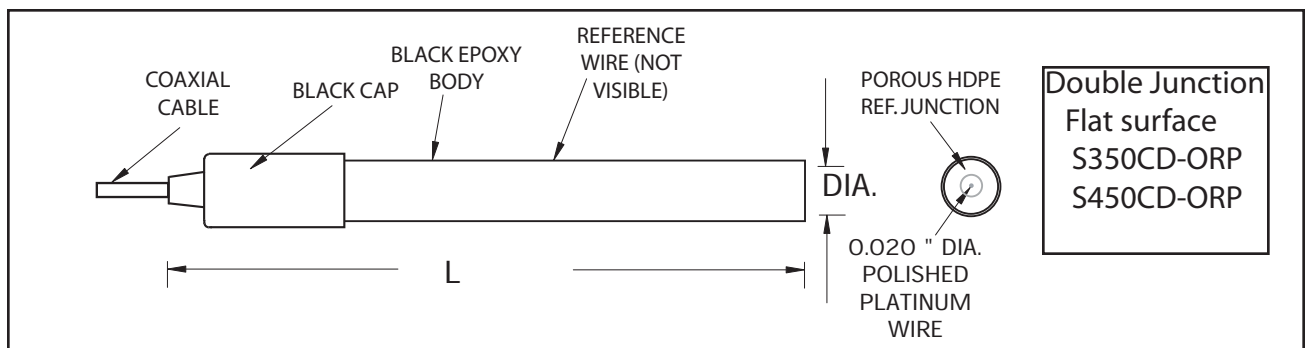 COAXIAL
CABLE
BLACK CAP
BLACK EPOXY
BODY
REFERENCE
WIRE (NOT
VISIBLE)
POROUS HDPE
REF. JUNCTION
DIA.
L
0.020 " DIA.
POLISHED
PLATINUM
WIRE
Double Junction
Flat surface
S350CD-ORP
S450CD-ORP